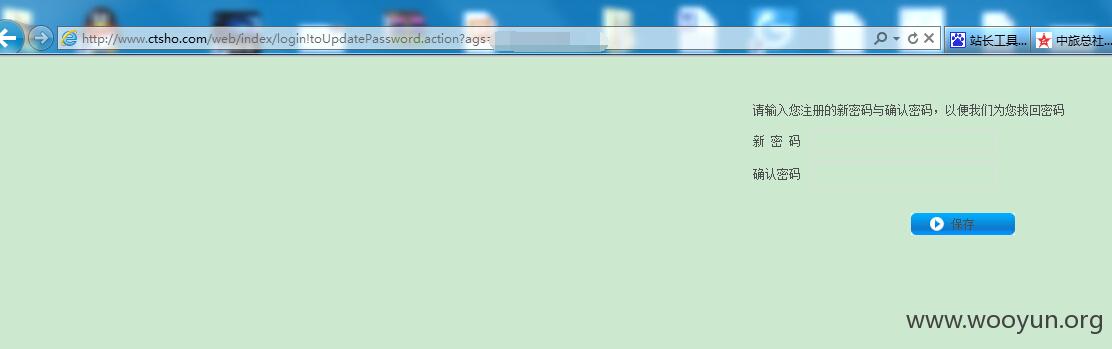 http://www.ctsho.com/web/index/login!toUpdatePassword.action?ags=
站长工具...
中旅总社...
请输入您注册的新密码与确认密码，以便我们为您找回密码
新 密 码
确认密码
保存
www.wooyun.org